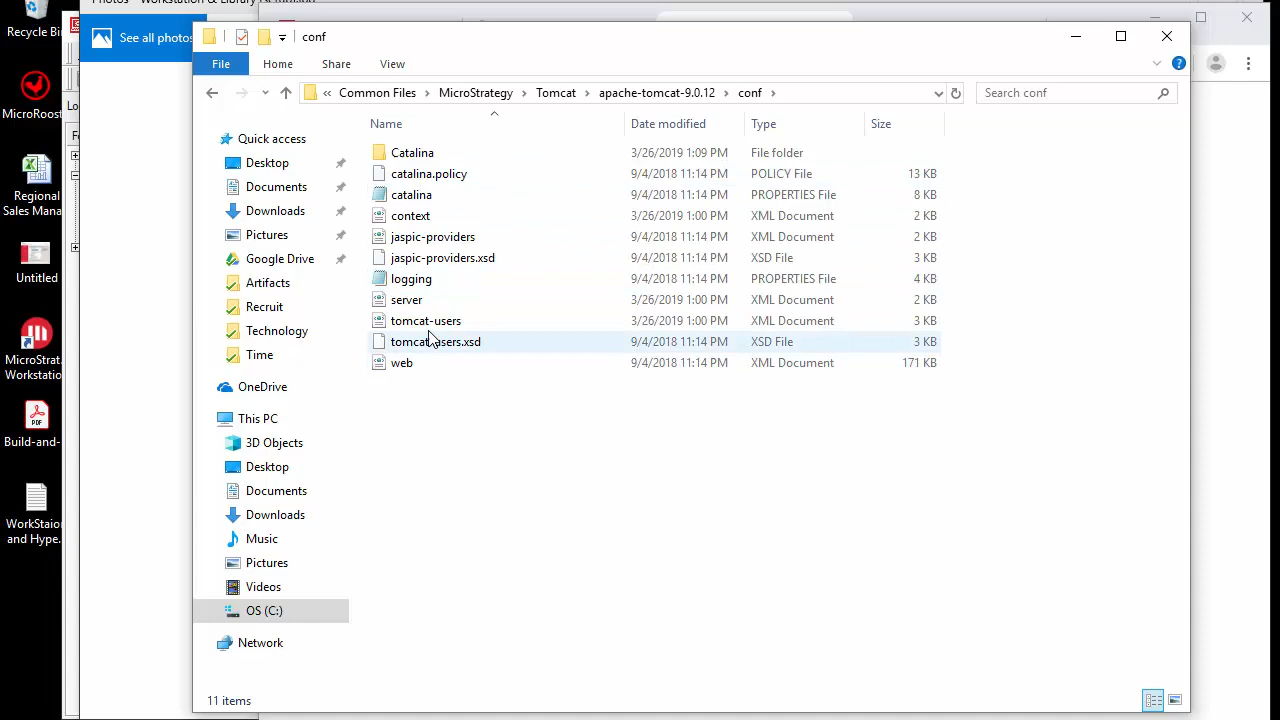 Recycle Bin
MicroRoost
Regional
Sales Mana
Untitled
MicroStrat.
Workstatio
Build-and-
WorkStaion
and Hype..
See all photos
conf
File
Home
Share
View
« Common Files > MicroStrategy > Tomcat > apache-tomcat-9.0.12 > conf >
Search conf
Quick access
Desktop
Documents
Downloads
Pictures
Google Drive
Artifacts
Recruit
Technology
Time
OneDrive
This PC
3D Objects
Desktop
Documents
Downloads
Music
Pictures
Videos
OS (C:)
Network
Name Date modified Type Size
Catalina 3/26/2019 1:09 PM File folder
catalina.policy 9/4/2018 11:14 PM POLICY File 13 KB
catalina 9/4/2018 11:14 PM PROPERTIES File 8 KB
context 3/26/2019 1:00 PM XML Document 2 KB
jaspic-providers 9/4/2018 11:14 PM XML Document 2 KB
jaspic-providers.xsd 9/4/2018 11:14 PM XSD File 3 KB
logging 9/4/2018 11:14 PM PROPERTIES File 4 KB
server 3/26/2019 1:00 PM XML Document 2 KB
tomcat-users 3/26/2019 1:00 PM XML Document 3 KB
tomcat-users.xsd 9/4/2018 11:14 PM XSD File 3 KB
web 9/4/2018 11:14 PM XML Document 171 KB
11 items